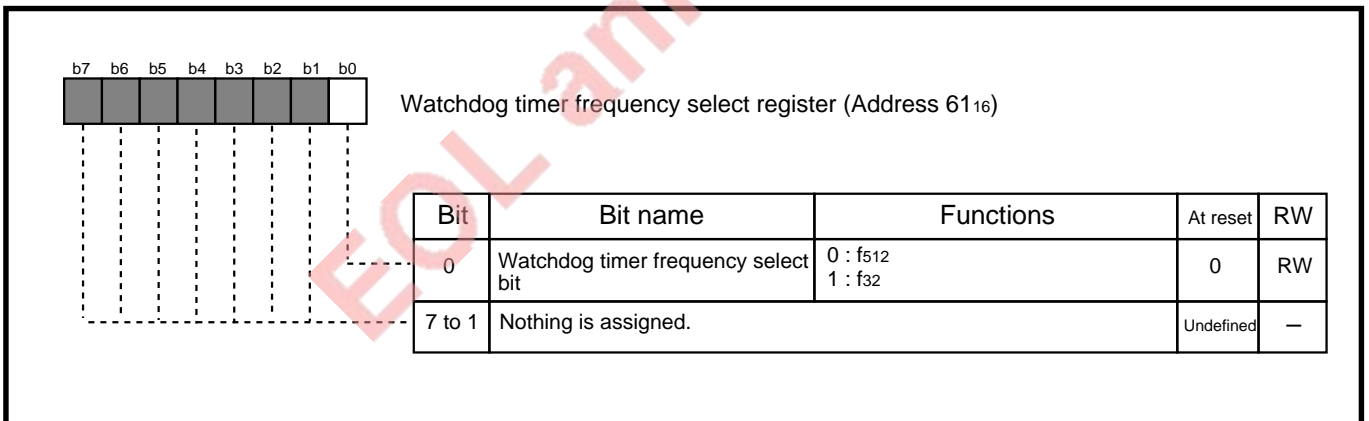 b7 b6 b5 b4 b3 b2 b1 b0
Watchdog timer frequency select register (Address 61₁₆)
Bit Bit name Functions At reset RW
0 Watchdog timer frequency select bit 0 : f₅₁₂ 1 : f₃₂ 0 RW
7 to 1 Nothing is assigned. Undefined –
EOL